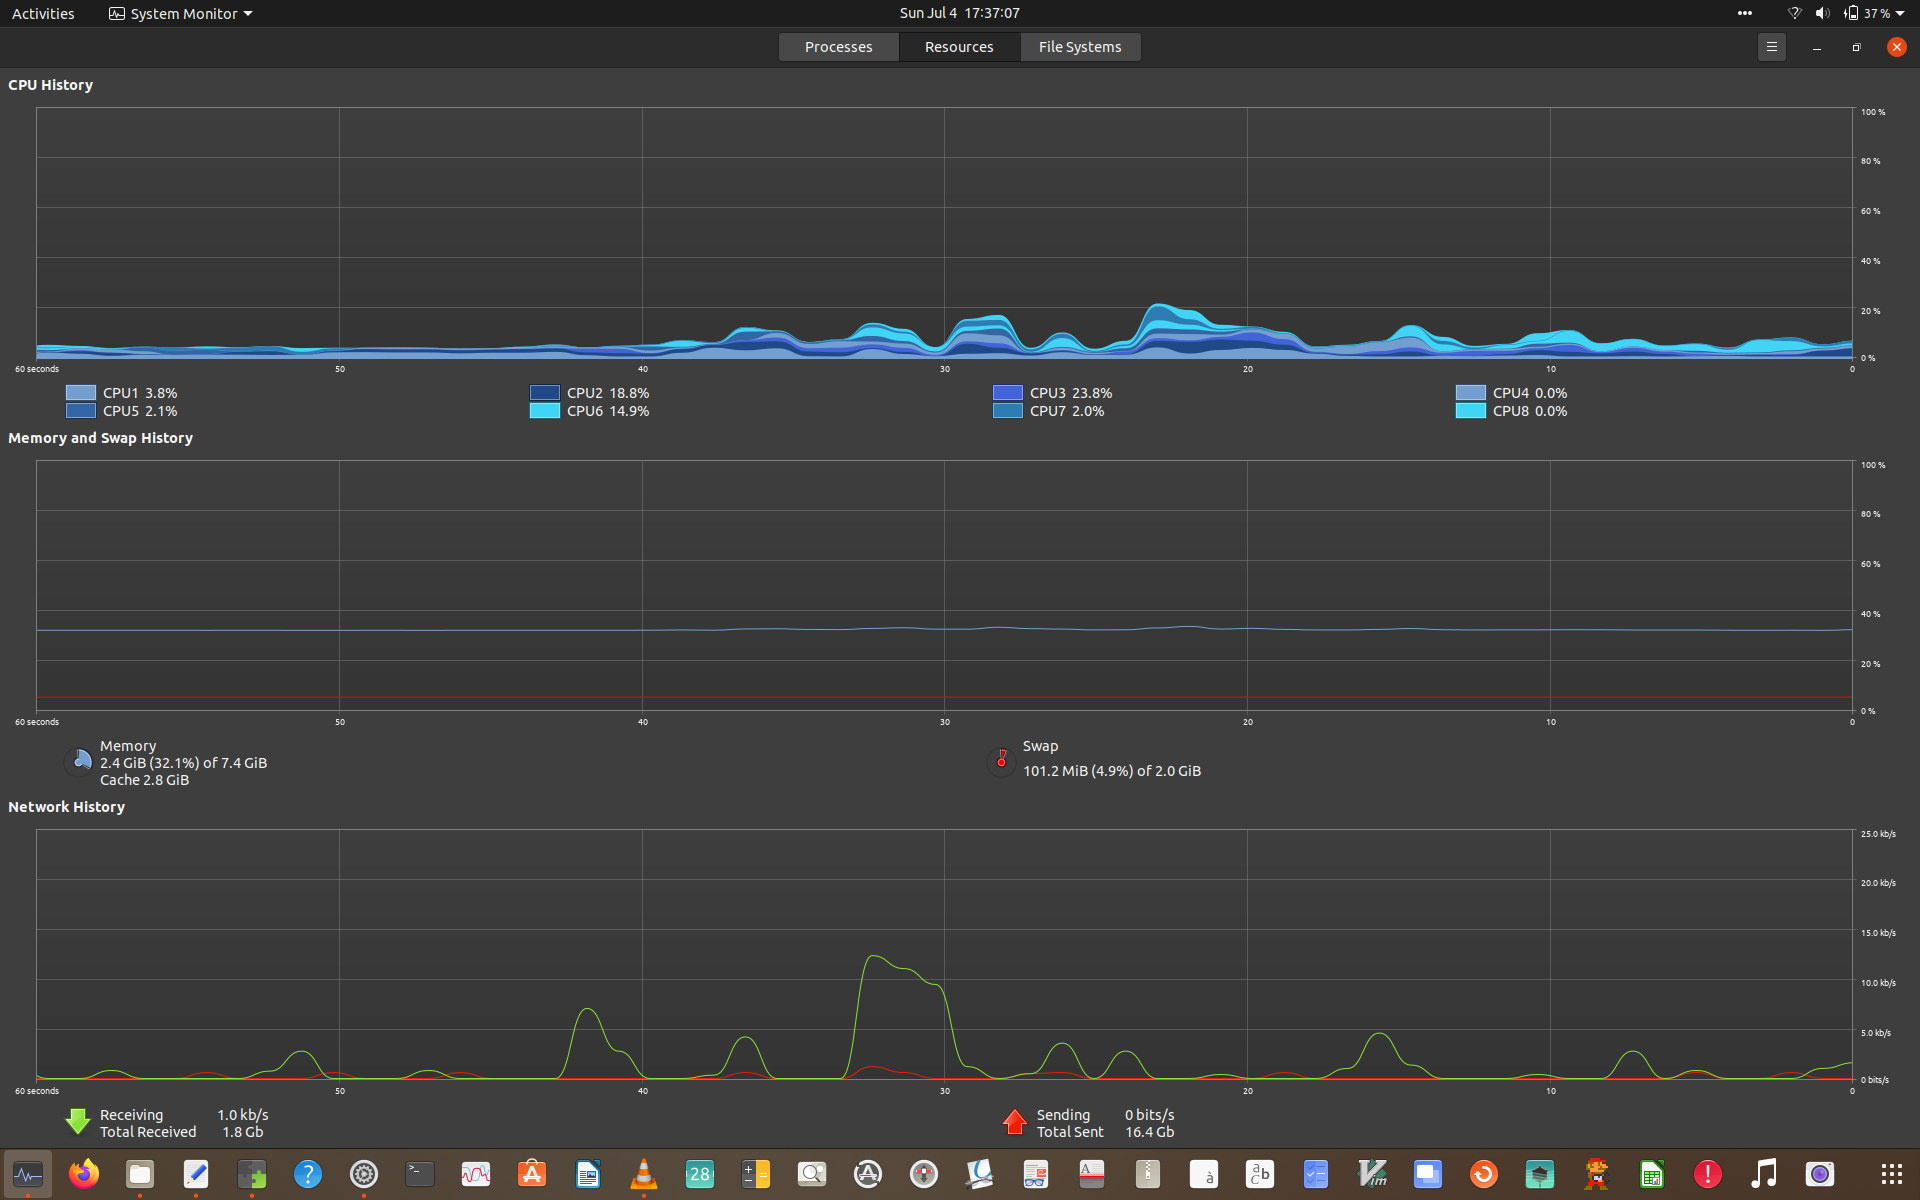 Activities System Monitor Sun Jul 4 17:37:07 37 %
Processes Resources File Systems
CPU History
100 %
80 %
60 %
40 %
20 %
0 %
60 seconds 50 40 30 20 10 0
CPU1 3.8% CPU2 18.8% CPU3 23.8% CPU4 0.0%
CPU5 2.1% CPU6 14.9% CPU7 2.0% CPU8 0.0%
Memory and Swap History
100 %
80 %
60 %
40 %
20 %
0 %
60 seconds 50 40 30 20 10 0
Memory
2.4 GiB (32.1%) of 7.4 GiB
Cache 2.8 GiB
Swap
101.2 MiB (4.9%) of 2.0 GiB
Network History
25.0 kb/s
20.0 kb/s
15.0 kb/s
10.0 kb/s
5.0 kb/s
0 bits/s
60 seconds 50 40 30 20 10 0
Receiving 1.0 kb/s
Total Received 1.8 Gb
Sending 0 bits/s
Total Sent 16.4 Gb
? >_ A 28 A A à a b c Vim !